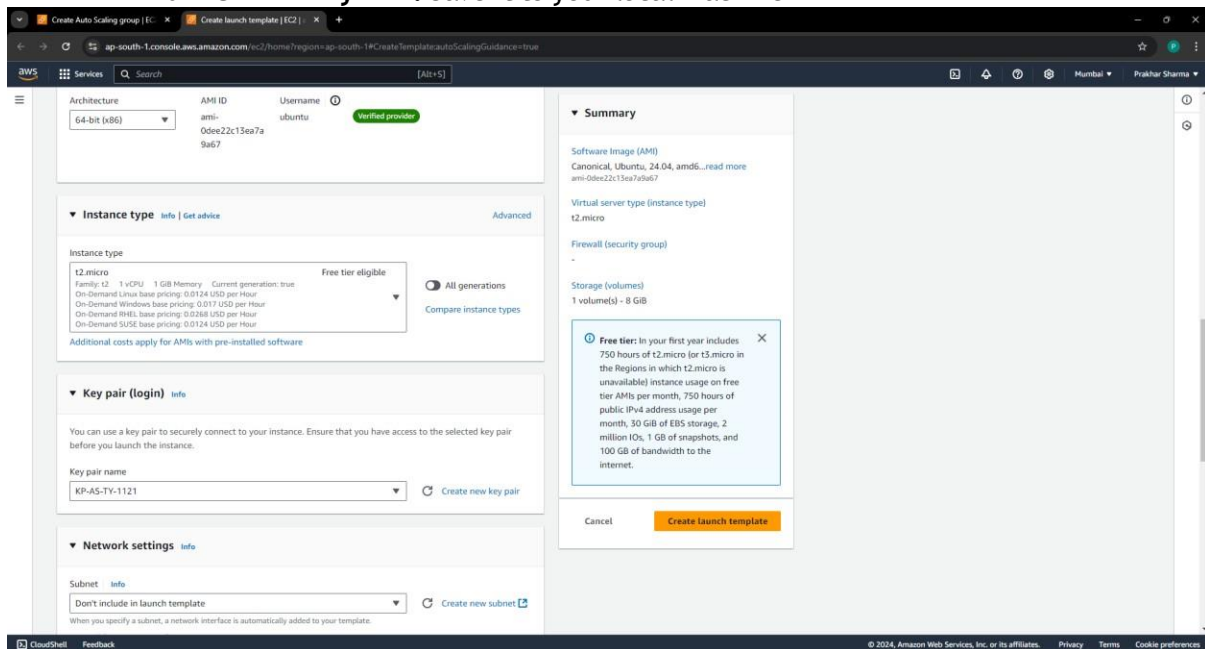 Create Auto Scaling group | EC
Create launch template | EC2 |
ap-south-1.console.aws.amazon.com/ec2/home?region=ap-south-1#CreateTemplate:autoScalingGuidance=true
aws
Services
Search
[Alt+S]
Mumbai
Prakhar Sharma
Architecture
64-bit (x86)
AMI ID
ami-
0dee22c13ea7a
9a67
Username
ubuntu
Verified provider
Instance type Info | Get advice
Advanced
Instance type
t2.micro
Free tier eligible
Family: t2 1 vCPU 1 GiB Memory Current generation: true
On-Demand Linux base pricing: 0.0124 USD per Hour
On-Demand Windows base pricing: 0.017 USD per Hour
On-Demand RHEL base pricing: 0.0268 USD per Hour
On-Demand SUSE base pricing: 0.0124 USD per Hour
All generations
Compare instance types
Additional costs apply for AMIs with pre-installed software
Key pair (login) Info
You can use a key pair to securely connect to your instance. Ensure that you have access to the selected key pair
before you launch the instance.
Key pair name
KP-AS-TY-1121
Create new key pair
Network settings Info
Subnet Info
Don't include in launch template
Create new subnet
When you specify a subnet, a network interface is automatically added to your template.
Summary
Software Image (AMI)
Canonical, Ubuntu, 24.04, amd6...read more
ami-0dee22c13ea7a9a67
Virtual server type (instance type)
t2.micro
Firewall (security group)
-
Storage (volumes)
1 volume(s) - 8 GiB
Free tier: In your first year includes
750 hours of t2.micro (or t3.micro in
the Regions in which t2.micro is
unavailable) instance usage on free
tier AMIs per month, 750 hours of
public IPv4 address usage per
month, 30 GiB of EBS storage, 2
million IOs, 1 GB of snapshots, and
100 GB of bandwidth to the
internet.
Cancel
Create launch template
CloudShell
Feedback
© 2024, Amazon Web Services, Inc. or its affiliates.
Privacy
Terms
Cookie preferences